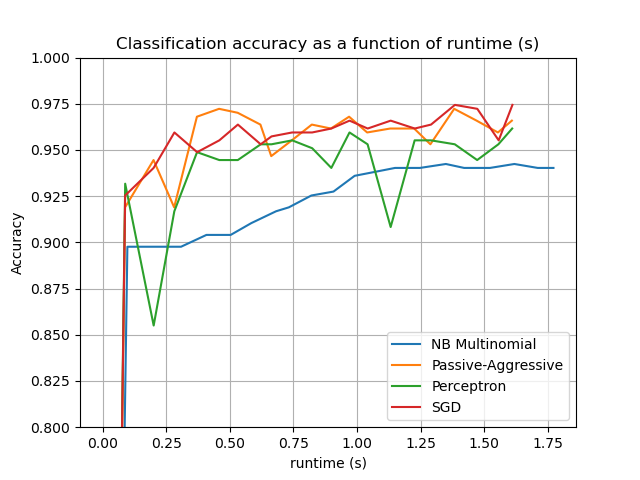 Classification accuracy as a function of runtime (s)
1.000
0.975
0.950
0.925
0.900
0.875
0.850
0.825
0.800
Accuracy
NB Multinomial
Passive-Aggressive
Perceptron
SGD
0.00 0.25 0.50 0.75 1.00 1.25 1.50 1.75
runtime (s)